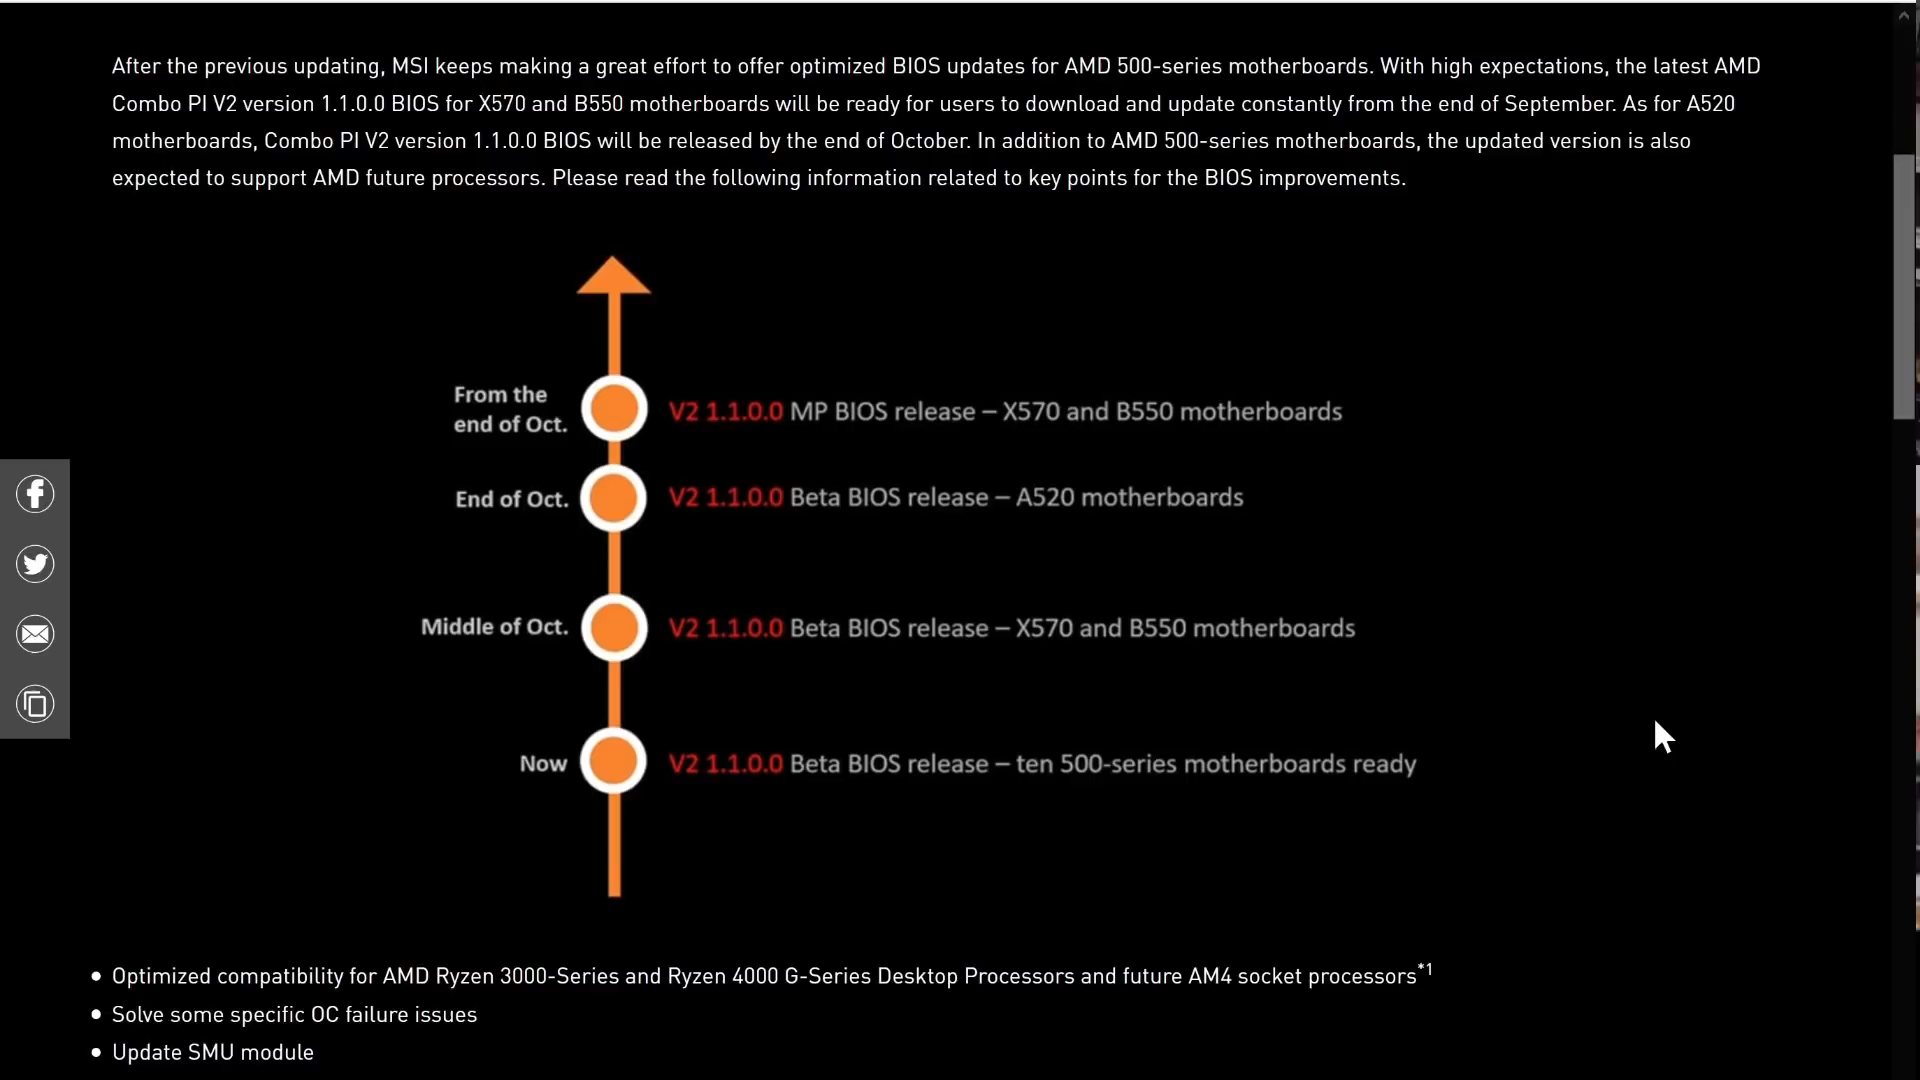 After the previous updating, MSI keeps making a great effort to offer optimized BIOS updates for AMD 500-series motherboards. With high expectations, the latest AMD
Combo PI V2 version 1.1.0.0 BIOS for X570 and B550 motherboards will be ready for users to download and update constantly from the end of September. As for A520
motherboards, Combo PI V2 version 1.1.0.0 BIOS will be released by the end of October. In addition to AMD 500-series motherboards, the updated version is also
expected to support AMD future processors. Please read the following information related to key points for the BIOS improvements.
From the
end of Oct.
V2 1.1.0.0 MP BIOS release – X570 and B550 motherboards
End of Oct.
V2 1.1.0.0 Beta BIOS release – A520 motherboards
Middle of Oct.
V2 1.1.0.0 Beta BIOS release – X570 and B550 motherboards
Now
V2 1.1.0.0 Beta BIOS release – ten 500-series motherboards ready
• Optimized compatibility for AMD Ryzen 3000-Series and Ryzen 4000 G-Series Desktop Processors and future AM4 socket processors*1
• Solve some specific OC failure issues
• Update SMU module